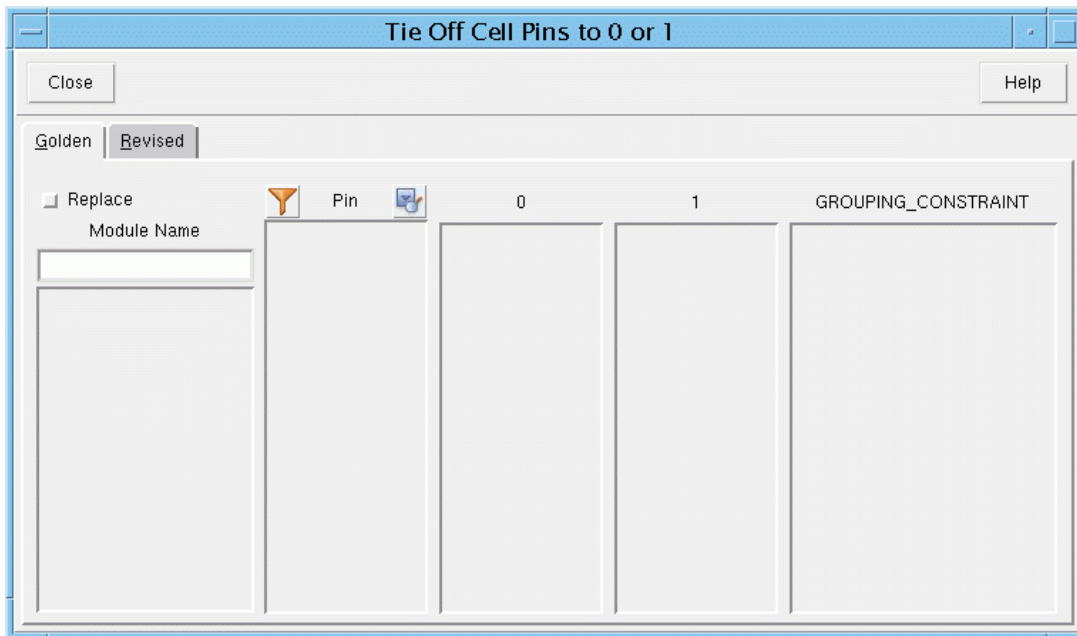 Tie Off Cell Pins to 0 or 1
Close Help
Golden Revised
Replace Pin 0 1 GROUPING_CONSTRAINT
Module Name